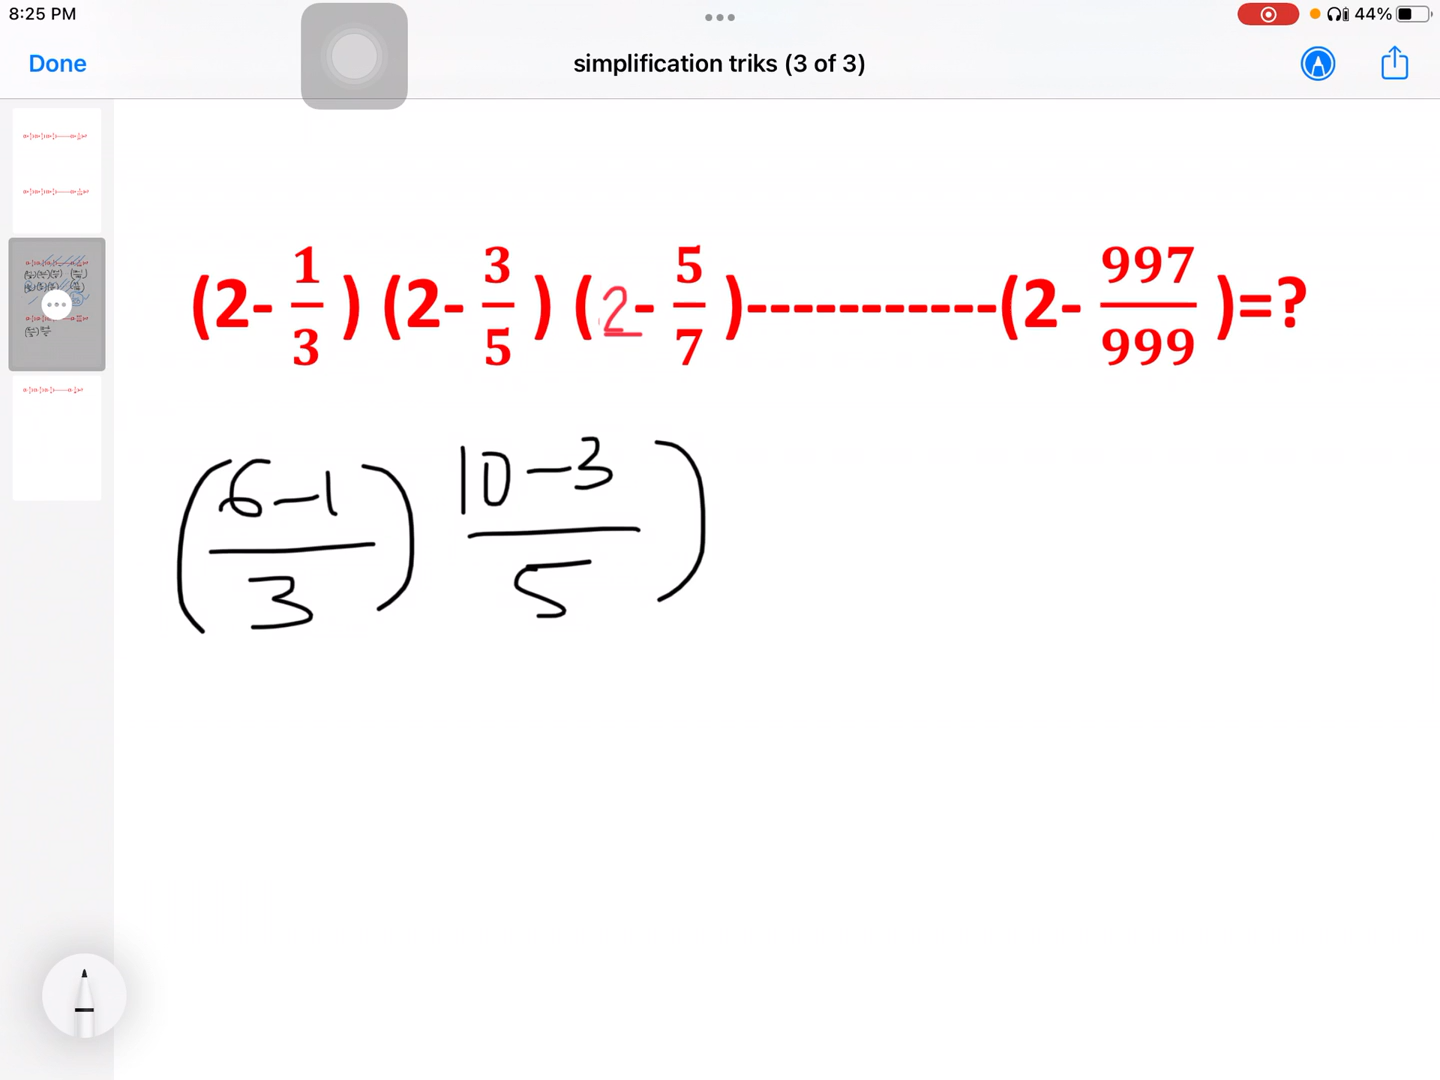 8:25 PM
44%
Done
simplification triks (3 of 3)
(2- 1/3 ) (2- 3/5 ) (2- 5/7 )-----------(2- 997/999 )=?
(6-1/3) 10-3/5)